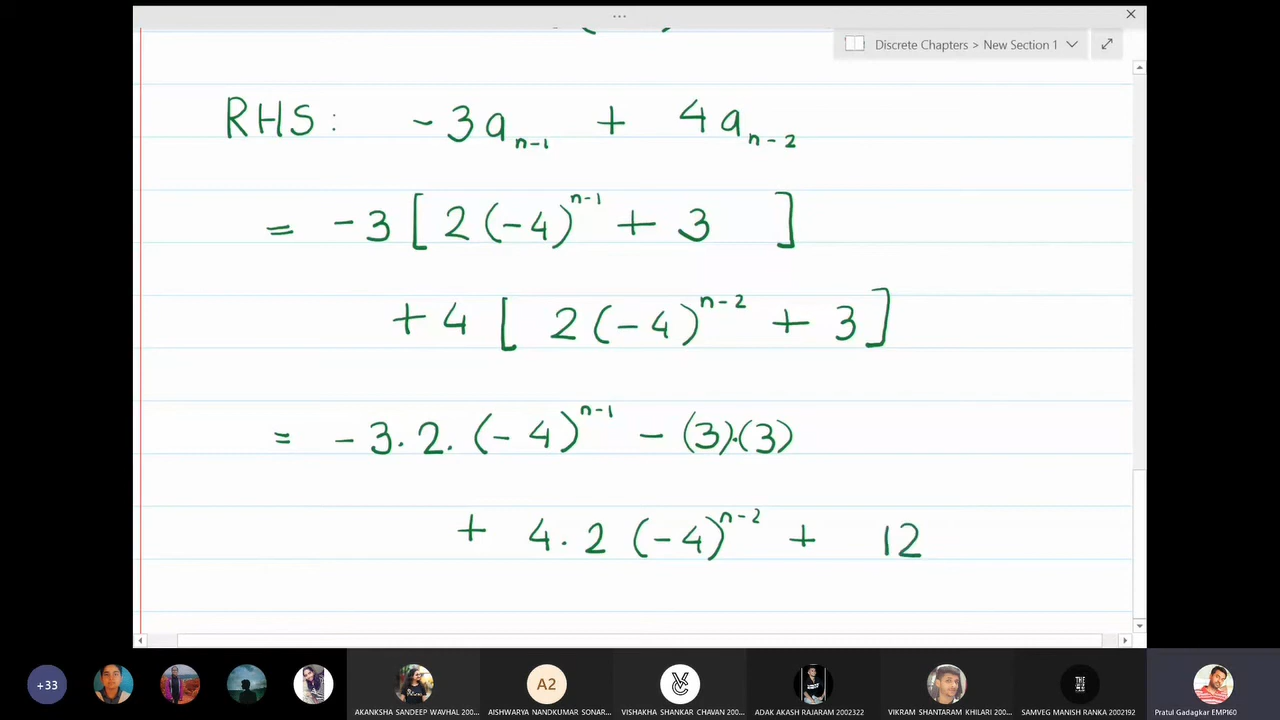 Discrete Chapters > New Section 1
RHS : -3a_{n-1} + 4a_{n-2}
= -3 [ 2(-4)^{n-1} + 3 ]
+ 4 [ 2(-4)^{n-2} + 3 ]
= -3.2.(-4)^{n-1} - (3).(3)
+ 4.2(-4)^{n-2} + 12
+33
A2
AKANKSHA SANDEEP WAVHAL 200...
AISHWARYA NANDKUMAR SONAR...
VISHAKHA SHANKAR CHAVAN 200...
ADAK AKASH RAJARAM 2002322
VIKRAM SHANTARAM KHILARI 200...
SAMVEG MANISH RANKA 2002192
Pratul Gadagkar EMP160